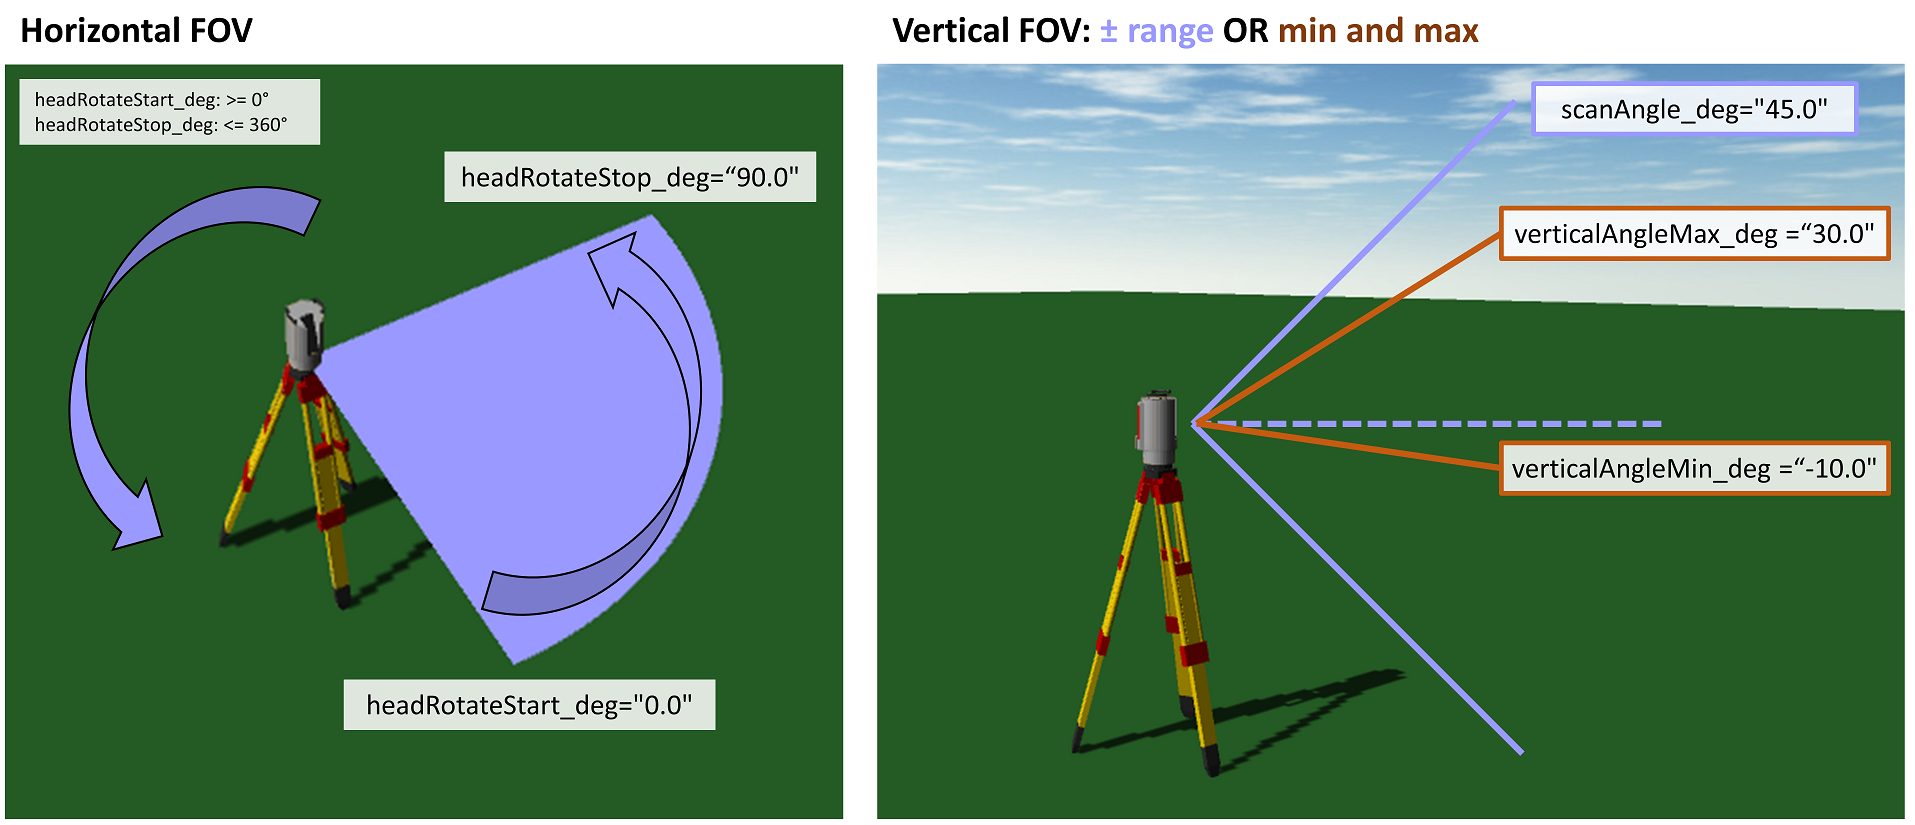 Horizontal FOV
headRotateStart_deg: >= 0°
headRotateStop_deg: <= 360°
headRotateStop_deg=“90.0"
headRotateStart_deg="0.0"
Vertical FOV: ± range OR min and max
scanAngle_deg="45.0"
verticalAngleMax_deg =“30.0"
verticalAngleMin_deg =“-10.0"